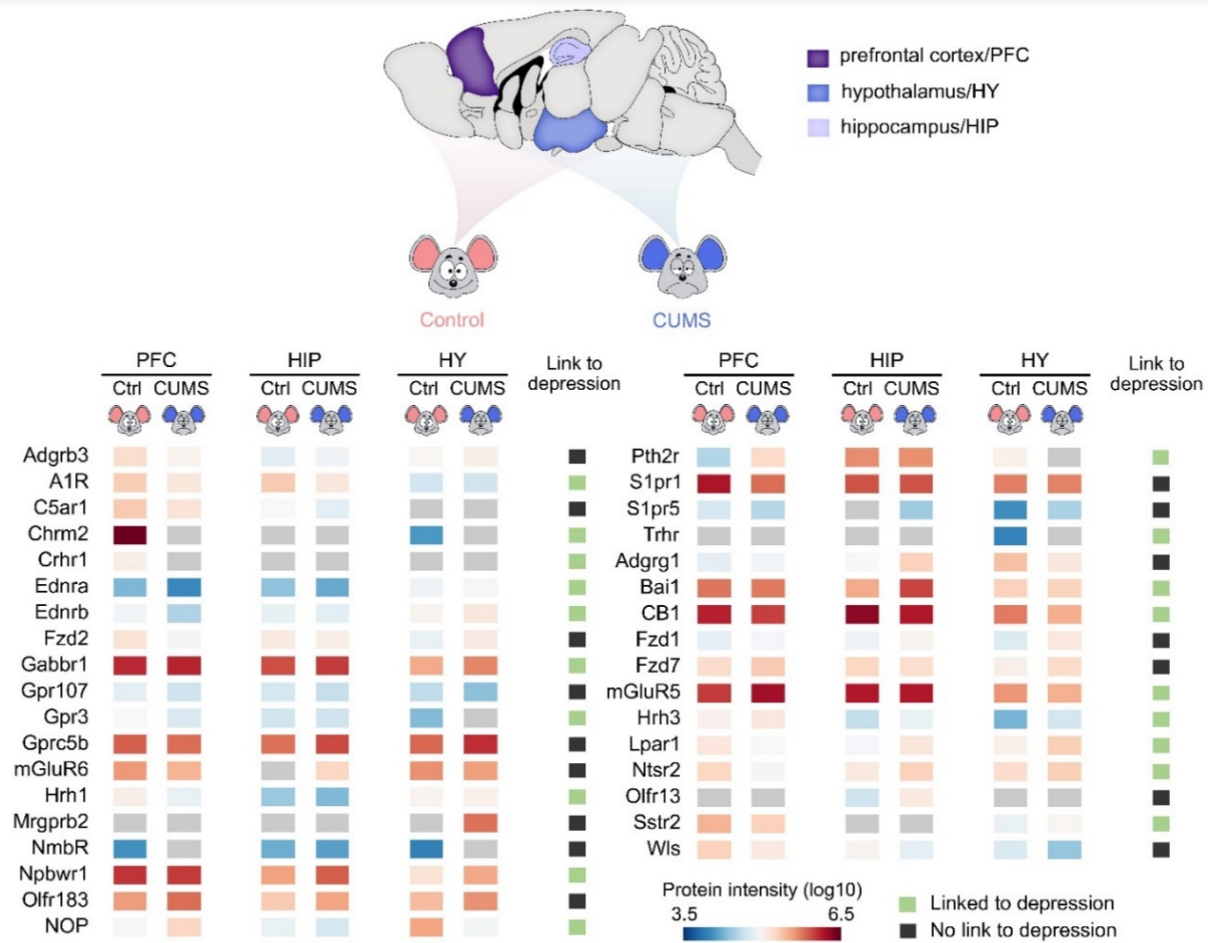 prefrontal cortex/PFC
hypothalamus/HY
hippocampus/HIP
Control
CUMS
PFC HIP HY Link to depression
Ctrl CUMS Ctrl CUMS Ctrl CUMS
Adgrb3
A1R
C5ar1
Chrm2
Crhr1
Ednra
Ednrb
Fzd2
Gabbr1
Gpr107
Gpr3
Gprc5b
mGluR6
Hrh1
Mrgprb2
NmbR
Npbwr1
Olfr183
NOP
PFC HIP HY Link to depression
Ctrl CUMS Ctrl CUMS Ctrl CUMS
Pth2r
S1pr1
S1pr5
Trhr
Adgrg1
Bai1
CB1
Fzd1
Fzd7
mGluR5
Hrh3
Lpar1
Ntsr2
Olfr13
Sstr2
Wls
Protein intensity (log10)
3.5 6.5
Linked to depression
No link to depression